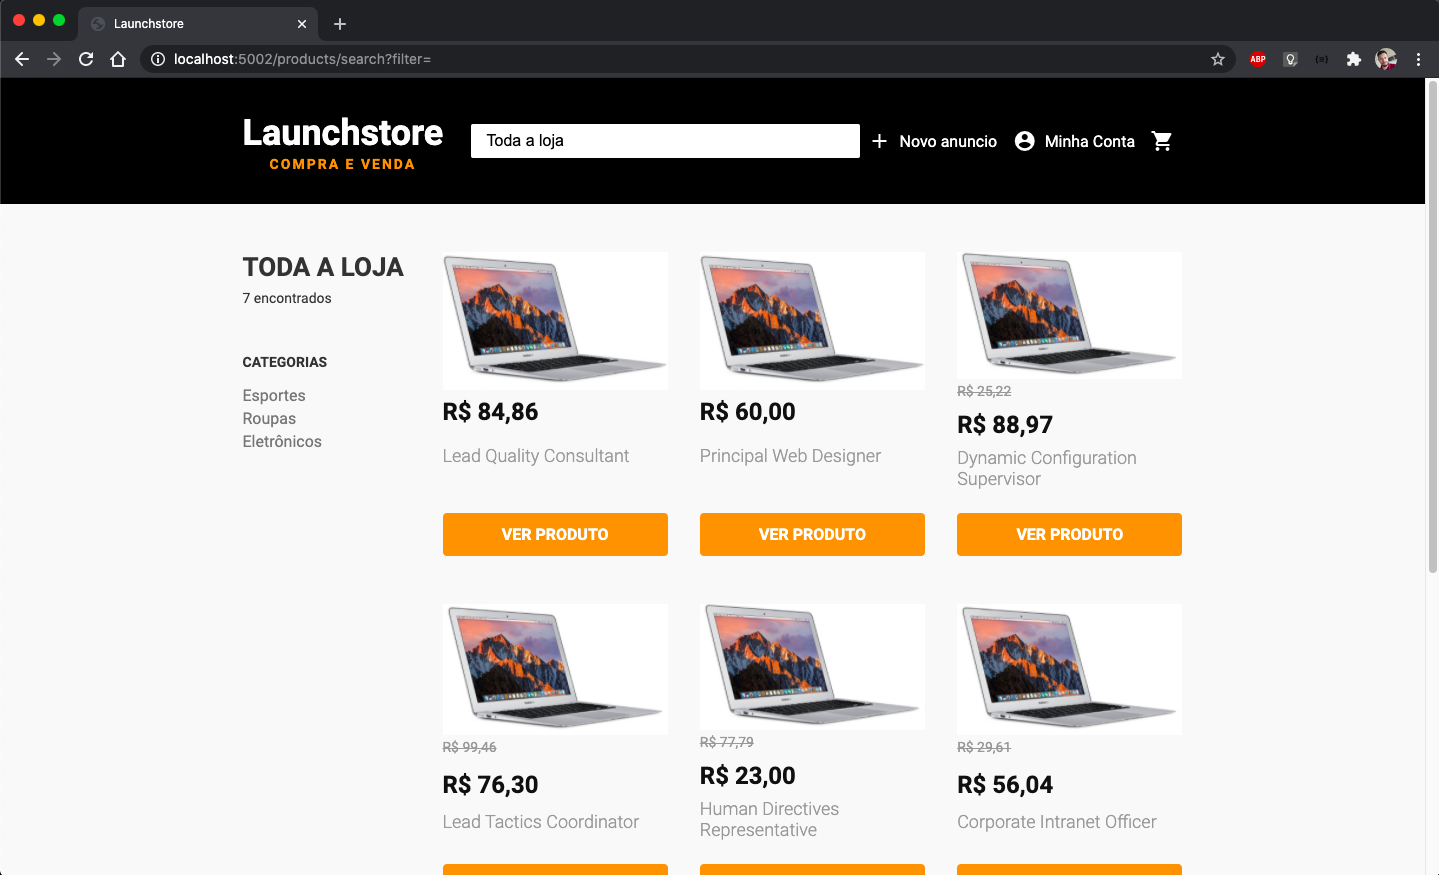 Launchstore
localhost:5002/products/search?filter=
ABP
Launchstore
COMPRA E VENDA
Toda a loja
Novo anuncio
Minha Conta
TODA A LOJA
7 encontrados
CATEGORIAS
Esportes
Roupas
Eletrônicos
R$ 84,86
Lead Quality Consultant
VER PRODUTO
R$ 60,00
Principal Web Designer
VER PRODUTO
R$ 25,22
R$ 88,97
Dynamic Configuration
Supervisor
VER PRODUTO
R$ 99,46
R$ 76,30
Lead Tactics Coordinator
R$ 77,79
R$ 23,00
Human Directives
Representative
R$ 29,61
R$ 56,04
Corporate Intranet Officer